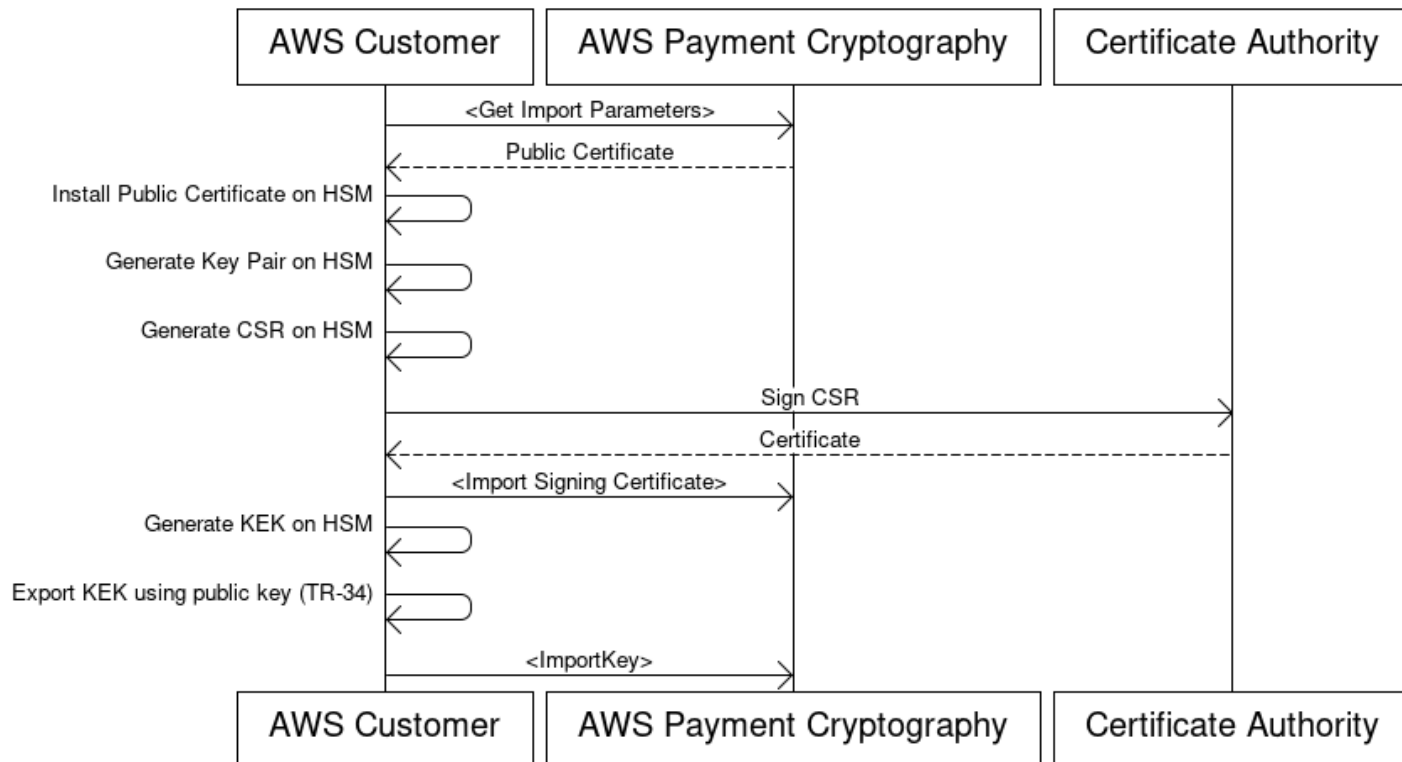 AWS Customer
AWS Payment Cryptography
Certificate Authority
<Get Import Parameters>
Public Certificate
Install Public Certificate on HSM
Generate Key Pair on HSM
Generate CSR on HSM
Sign CSR
Certificate
<Import Signing Certificate>
Generate KEK on HSM
Export KEK using public key (TR-34)
<ImportKey>
AWS Customer
AWS Payment Cryptography
Certificate Authority